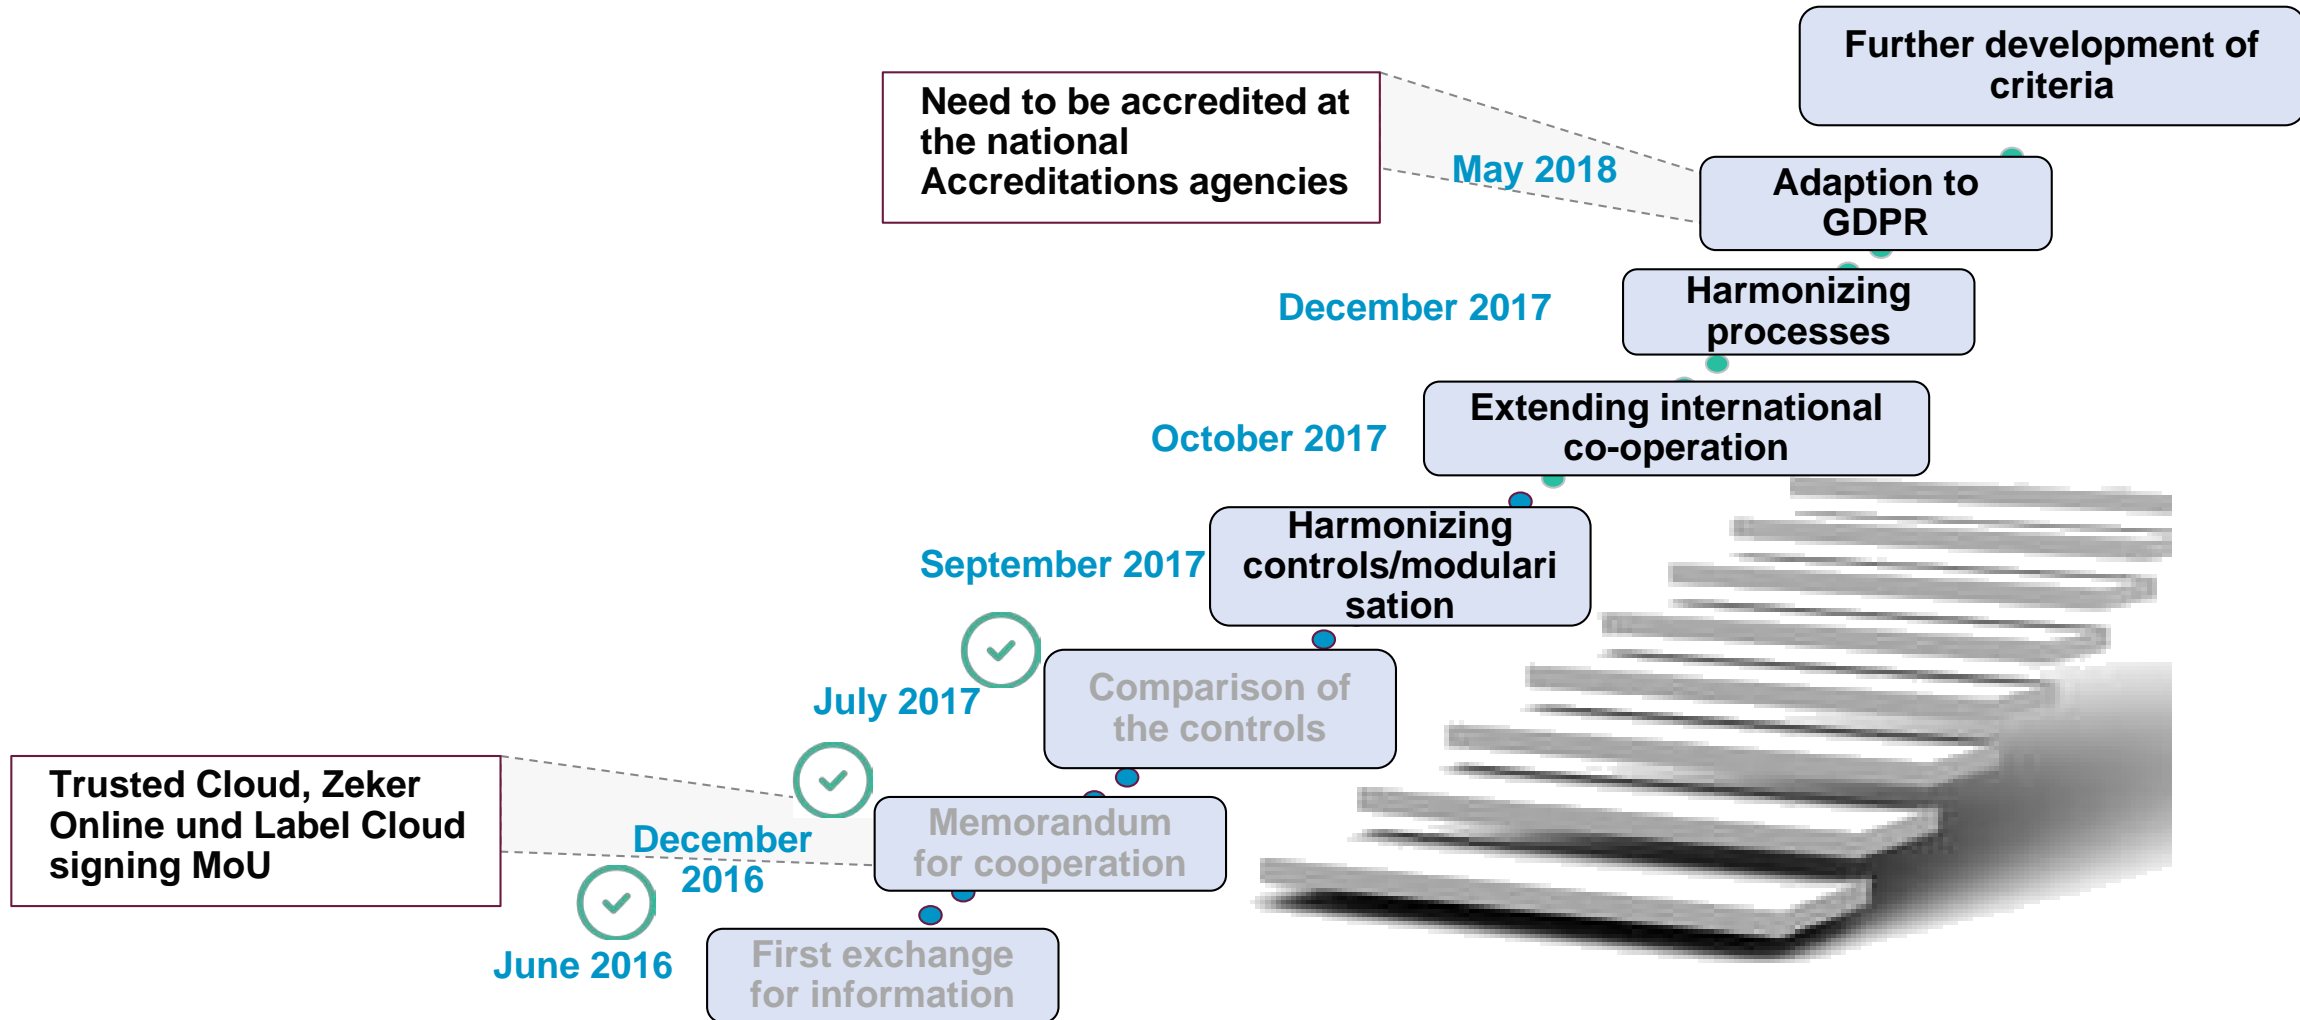 Further development of
criteria
Need to be accredited at
the national
Accreditations agencies
May 2018
Adaption to
GDPR
December 2017
Harmonizing
processes
October 2017
Extending international
co-operation
September 2017
Harmonizing
controls/modulari
sation
July 2017
Comparison of
the controls
Trusted Cloud, Zeker
Online und Label Cloud
signing MoU
December
2016
Memorandum
for cooperation
June 2016
First exchange
for information